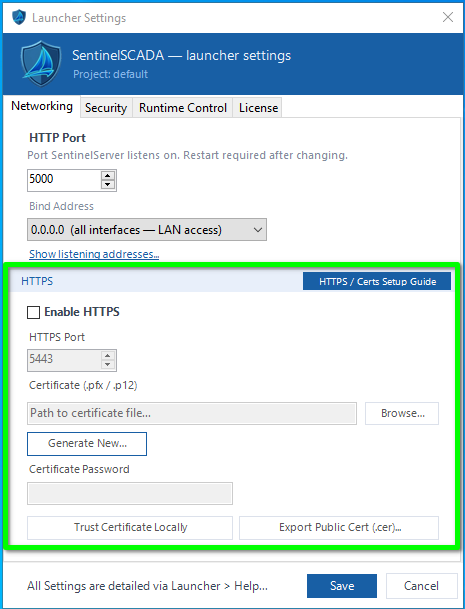 Launcher Settings
SentinelSCADA — launcher settings
Project: default
Networking Security Runtime Control License
HTTP Port
Port SentinelServer listens on. Restart required after changing.
5000
Bind Address
0.0.0.0 (all interfaces — LAN access)
Show listening addresses...
HTTPS HTTPS / Certs Setup Guide
Enable HTTPS
HTTPS Port
5443
Certificate (.pfx / .p12)
Path to certificate file... Browse...
Generate New...
Certificate Password
Trust Certificate Locally Export Public Cert (.cer)...
All Settings are detailed via Launcher > Help... Save Cancel